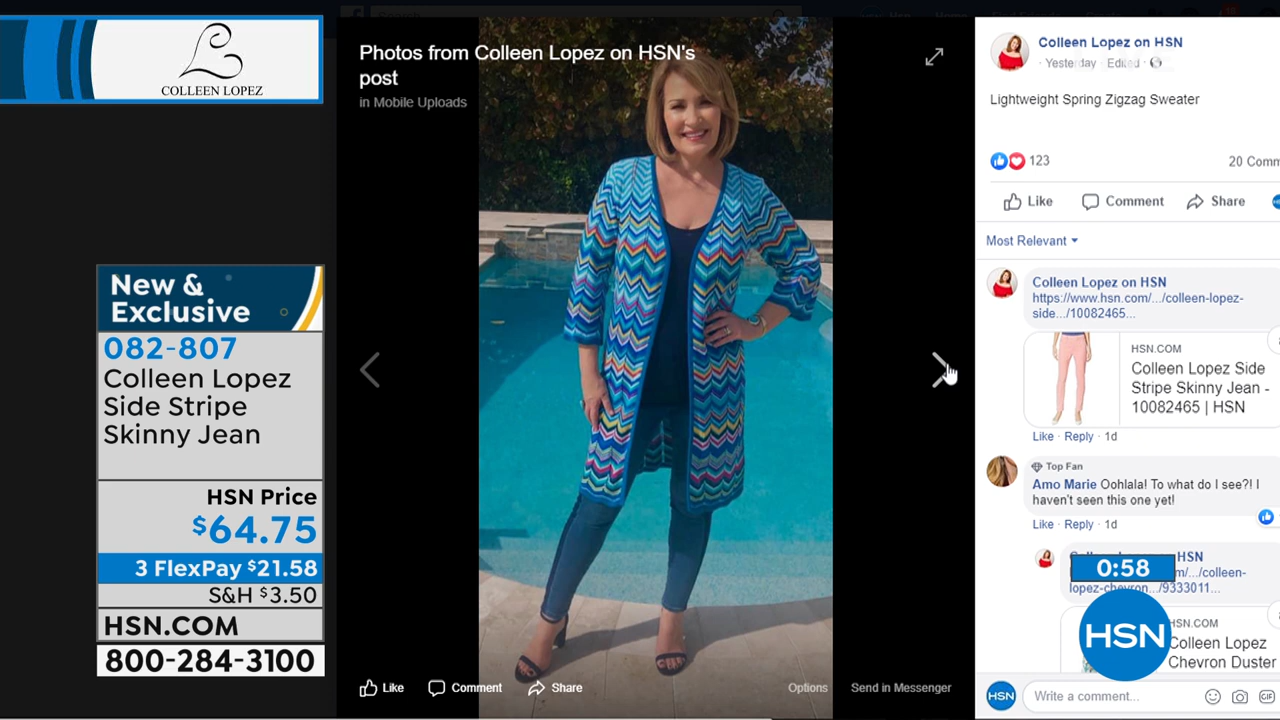 COLLEEN LOPEZ
New &
Exclusive
082-807
Colleen Lopez
Side Stripe
Skinny Jean
HSN Price
$64.75
3 FlexPay $21.58
S&H $3.50
HSN.COM
800-284-3100
Photos from Colleen Lopez on HSN's
post
in Mobile Uploads
Like Comment Share
Options Send in Messenger
Colleen Lopez on HSN
Yesterday · Edited ·
Lightweight Spring Zigzag Sweater
123
20 Comm
Like Comment Share
Most Relevant
Colleen Lopez on HSN
https://www.hsn.com/.../colleen-lopez-
side.../10082465...
HSN.COM
Colleen Lopez Side
Stripe Skinny Jean -
10082465 | HSN
Like · Reply · 1d
Top Fan
Amo Marie Oohlala! To what do I see?! I
haven't seen this one yet!
Like · Reply · 1d
HSN
0:58
m/.../colleen-
lopez-chevron.../9333011...
HSN
HSN.COM
Colleen Lopez
Chevron Duster
HSN
Write a comment...
GIF